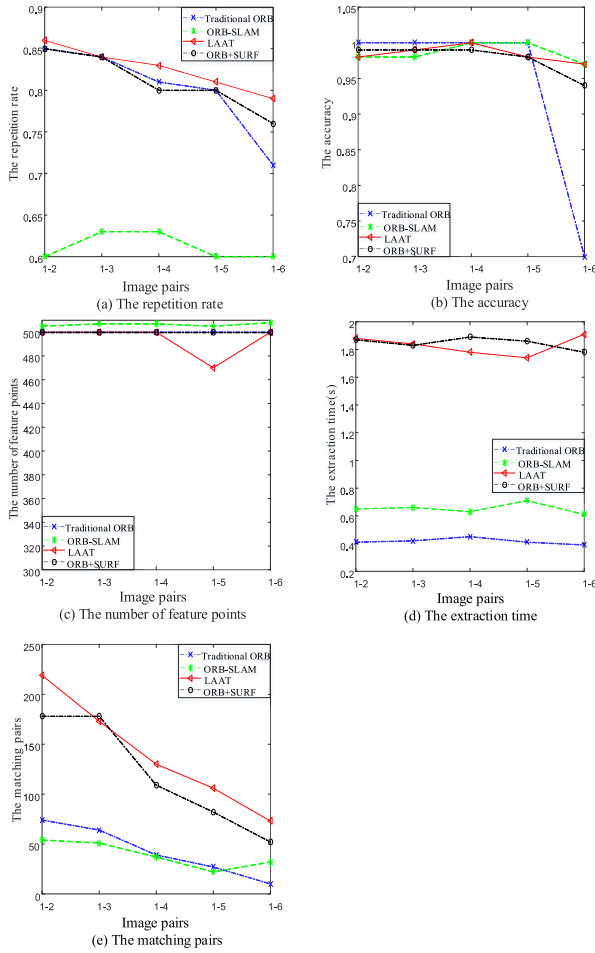 The repetition rate
0.9
0.85
0.8
0.75
0.7
0.65
0.6
1-2
1-3
1-4
1-5
1-6
Traditional ORB
ORB-SLAM
LAAT
ORB+SURF
Image pairs
(a) The repetition rate
The accuracy
1.05
1
0.95
0.9
0.85
0.8
0.75
0.7
1-2
1-3
1-4
1-5
1-6
Traditional ORB
ORB-SLAM
LAAT
ORB+SURF
Image pairs
(b) The accuracy
The number of feature points
500
480
460
440
420
400
380
360
340
320
300
1-2
1-3
1-4
1-5
1-6
Traditional ORB
ORB-SLAM
LAAT
ORB+SURF
Image pairs
(c) The number of feature points
The extraction time(s)
2
1.8
1.6
1.4
1.2
1
0.8
0.6
0.4
0.2
1-2
1-3
1-4
1-5
1-6
Traditional ORB
ORB-SLAM
LAAT
ORB+SURF
Image pairs
(d) The extraction time
The matching pairs
250
200
150
100
50
0
1-2
1-3
1-4
1-5
1-6
Traditional ORB
ORB-SLAM
LAAT
ORB+SURF
Image pairs
(e) The matching pairs